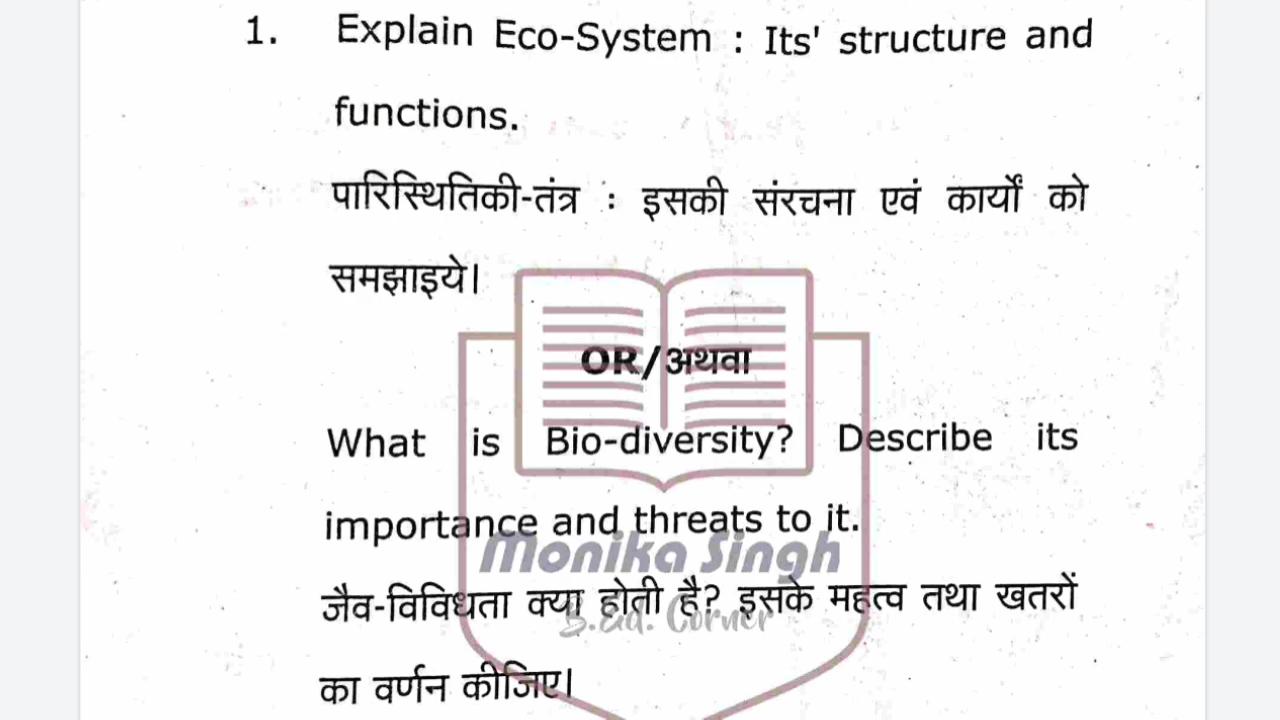 1. Explain Eco-System : Its' structure and
functions.
पारिस्थितिकी-तंत्र : इसकी संरचना एवं कार्यों को
समझाइये।
OR/अथवा
What is Bio-diversity? Describe its
importance and threats to it.
Monika Singh
जैव-विविधता क्या होती है? इसके महत्व तथा खतरों
B.Ed. Corner
का वर्णन कीजिए।